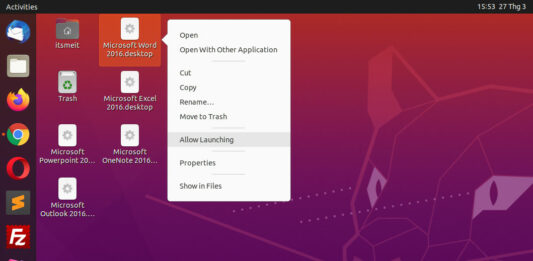 Activities
15:53 27 Thg 3
itsmeit
Microsoft Word
2016.desktop
Trash
Microsoft Excel
2016.desktop
Microsoft
Powerpoint 20...
Microsoft
OneNote 2016...
Microsoft
Outlook 2016....
Open
Open With Other Application
Cut
Copy
Rename...
Move to Trash
Allow Launching
Properties
Show in Files
Fz